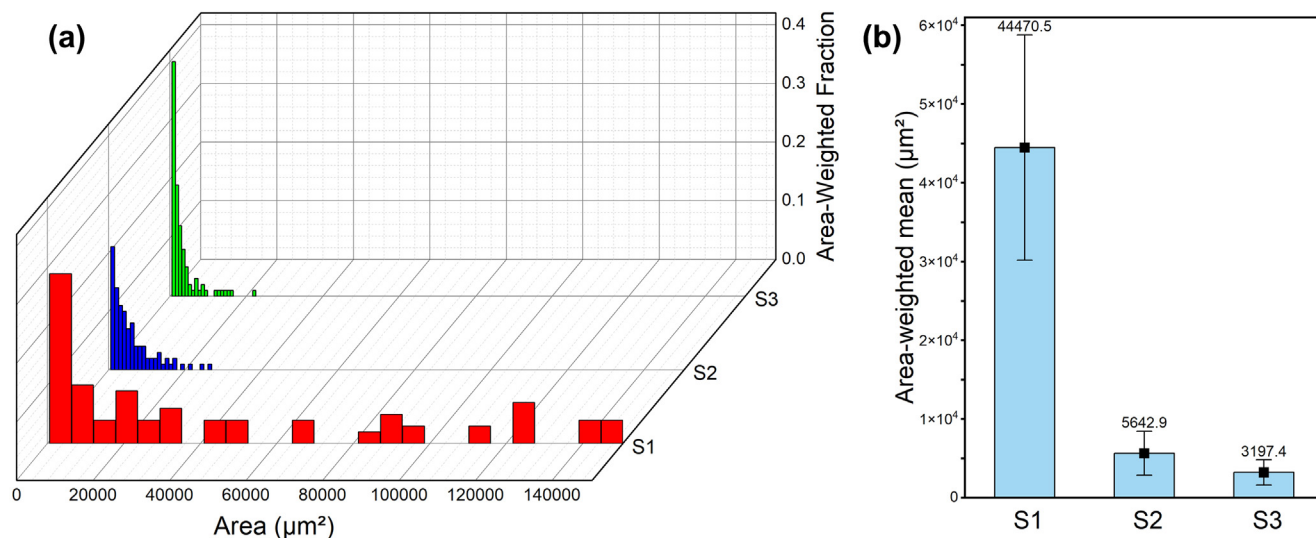 (a)
0.4
0.3
0.2
0.1
0.0
Area-Weighted Fraction
S3
S2
S1
0 20000 40000 60000 80000 100000 120000 140000
Area (µm²)
(b)
6×10⁴
5×10⁴
4×10⁴
3×10⁴
2×10⁴
1×10⁴
0
Area-weighted mean (µm²)
44470.5
5642.9
3197.4
S1 S2 S3